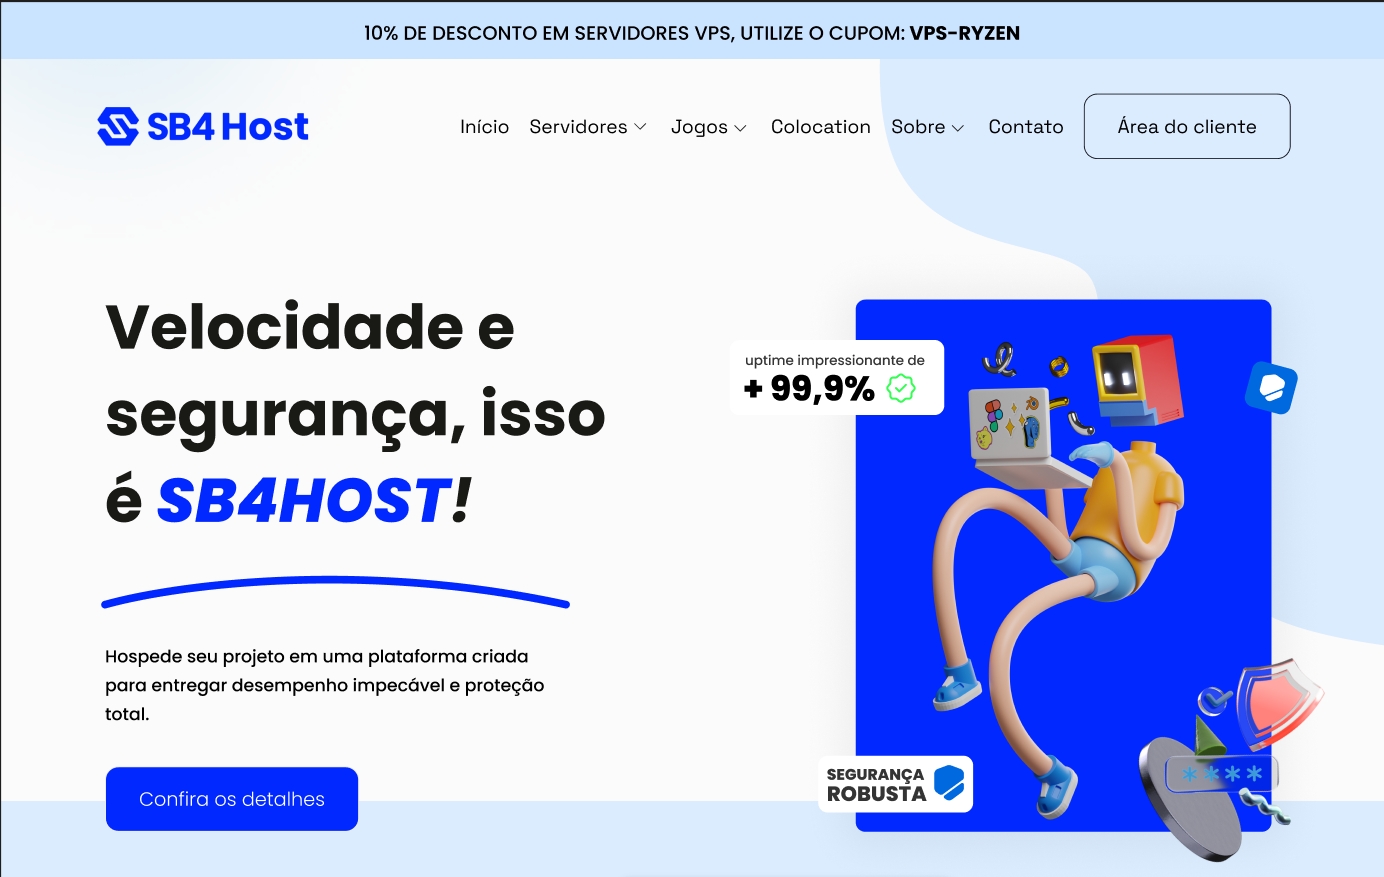 10% DE DESCONTO EM SERVIDORES VPS, UTILIZE O CUPOM: VPS-RYZEN
SB4 Host
Início
Servidores
Jogos
Colocation
Sobre
Contato
Área do cliente
Velocidade e
segurança, isso
é SB4HOST!
uptime impressionante de
+ 99,9%
Hospede seu projeto em uma plataforma criada
para entregar desempenho impecável e proteção
total.
Confira os detalhes
SEGURANÇA
ROBUSTA